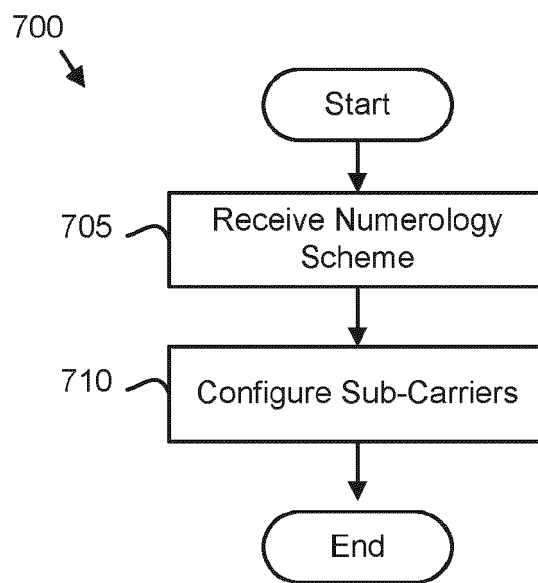 700
Start
705
Receive Numerology
Scheme
710
Configure Sub-Carriers
End